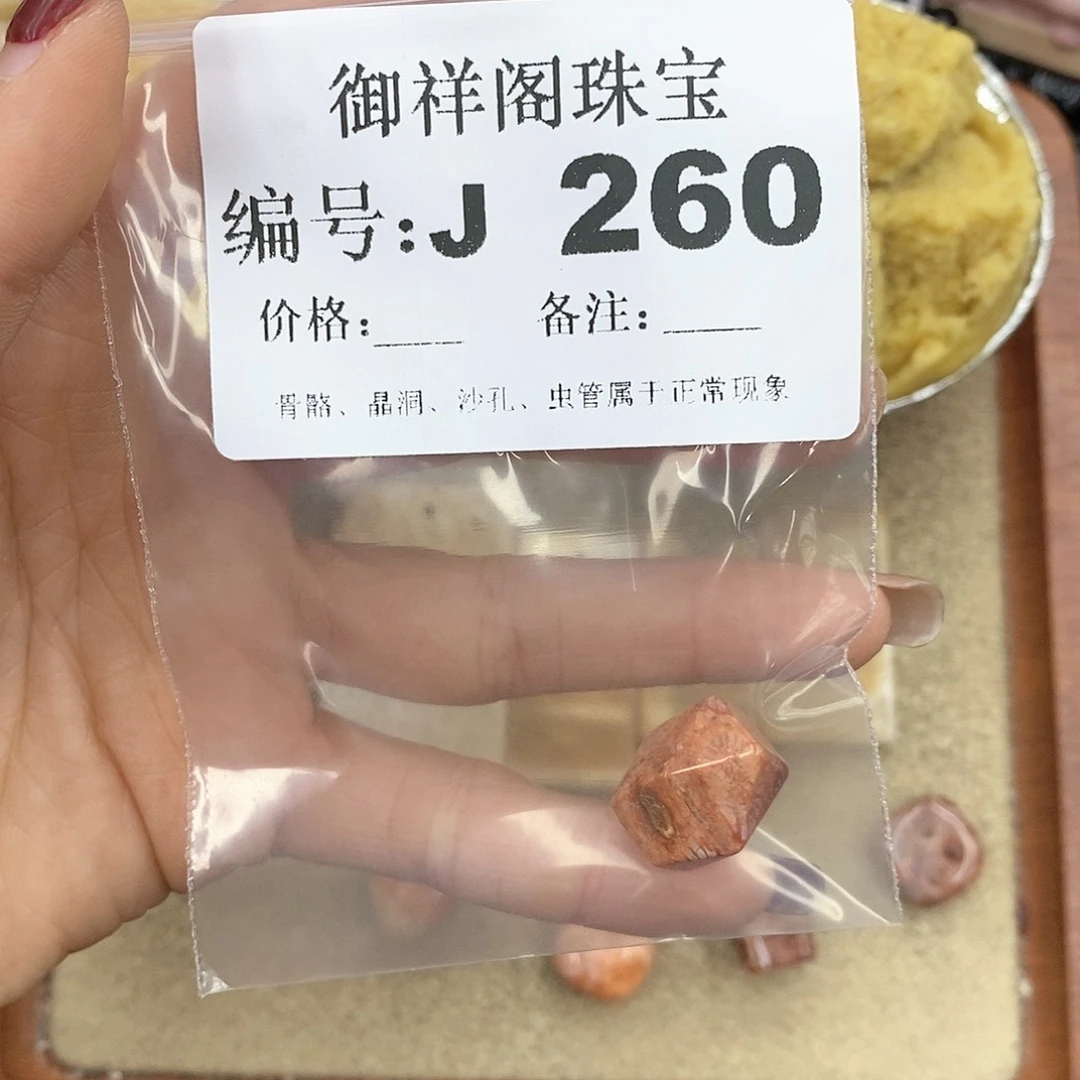 御祥阁珠宝
编号:J 260
价格:____ 备注:____
骨骼、晶洞、沙孔、虫管属于正常现象